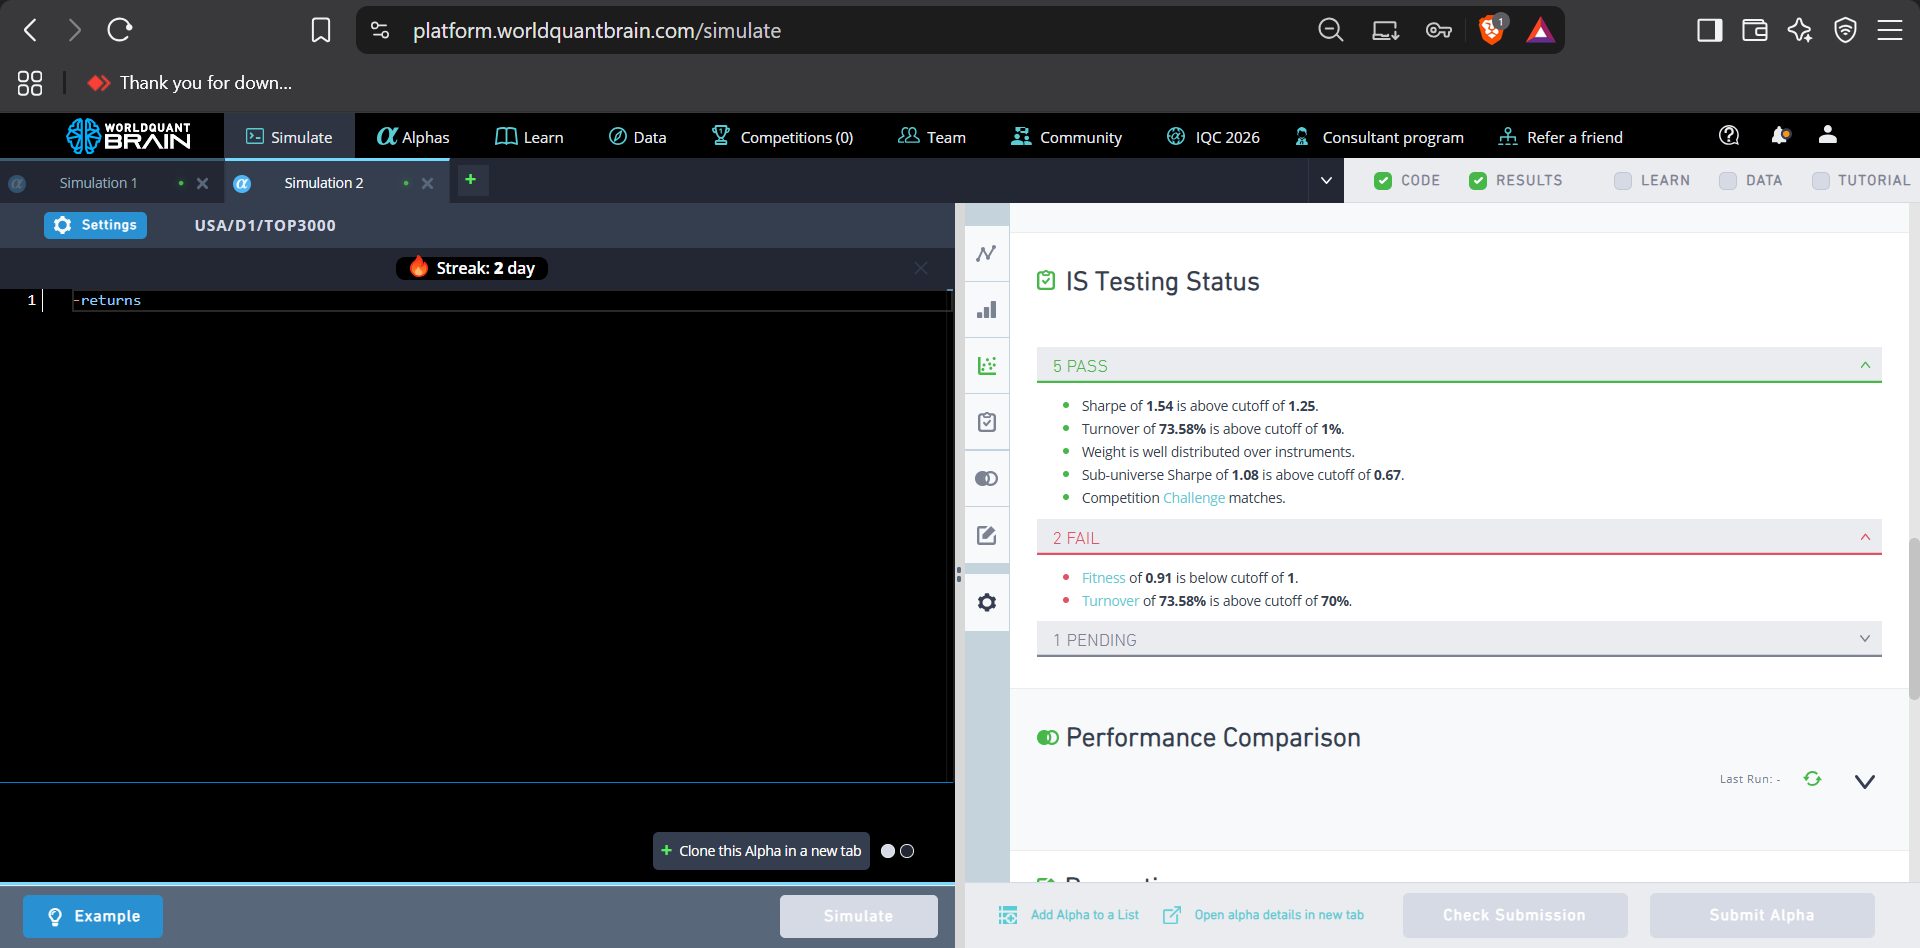 platform.worldquantbrain.com/simulate
1
Thank you for down...
WORLDQUANT
BRAIN
Simulate
Alphas
Learn
Data
Competitions (0)
Team
Community
IQC 2026
Consultant program
Refer a friend
Simulation 1
Simulation 2
+
CODE
RESULTS
LEARN
DATA
TUTORIAL
Settings
USA/D1/TOP3000
Streak: 2 day
1
-returns
IS Testing Status
5 PASS
Sharpe of 1.54 is above cutoff of 1.25.
Turnover of 73.58% is above cutoff of 1%.
Weight is well distributed over instruments.
Sub-universe Sharpe of 1.08 is above cutoff of 0.67.
Competition Challenge matches.
2 FAIL
Fitness of 0.91 is below cutoff of 1.
Turnover of 73.58% is above cutoff of 70%.
1 PENDING
Performance Comparison
Last Run: -
+ Clone this Alpha in a new tab
Example
Simulate
Add Alpha to a List
Open alpha details in new tab
Check Submission
Submit Alpha